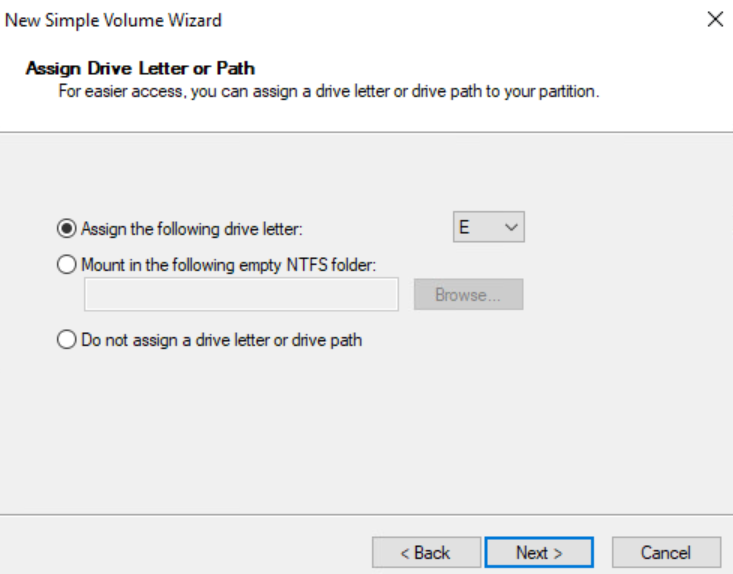 New Simple Volume Wizard
Assign Drive Letter or Path
For easier access, you can assign a drive letter or drive path to your partition.
Assign the following drive letter: E
Mount in the following empty NTFS folder:
Browse...
Do not assign a drive letter or drive path
< Back Next > Cancel